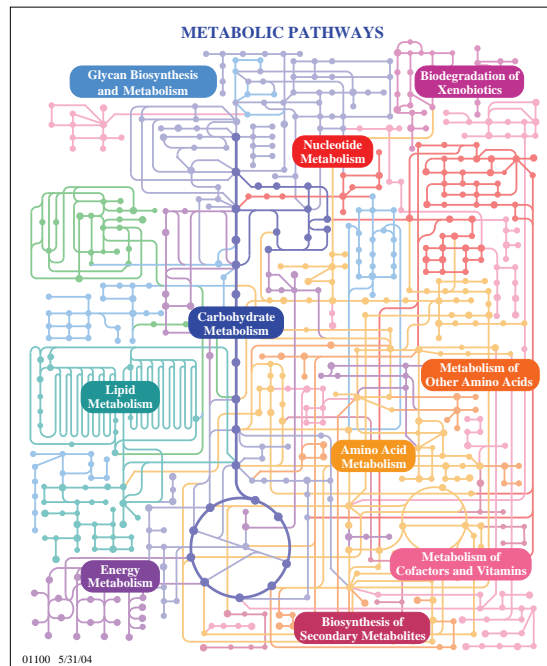 METABOLIC PATHWAYS
Glycan Biosynthesis
and Metabolism
Biodegradation of
Xenobiotics
Nucleotide
Metabolism
Carbohydrate
Metabolism
Lipid
Metabolism
Metabolism of
Other Amino Acids
Amino Acid
Metabolism
Energy
Metabolism
Metabolism of
Cofactors and Vitamins
Biosynthesis of
Secondary Metabolites
01100 5/31/04